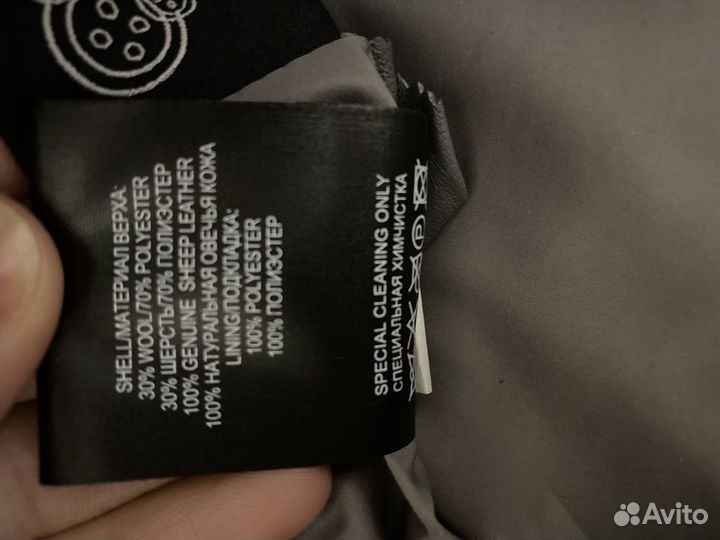 SHELL/МАТЕРИАЛ ВЕРХА:
30% WOOL/70% POLYESTER
30% ШЕРСТЬ/70% ПОЛИЭСТЕР
100% GENUINE SHEEP LEATHER
100% НАТУРАЛЬНАЯ ОВЕЧЬЯ КОЖА
LINING/ПОДКЛАДКА:
100% POLYESTER
100% ПОЛИЭСТЕР
SPECIAL CLEANING ONLY
СПЕЦИАЛЬНАЯ ХИМЧИСТКА
P
Avito